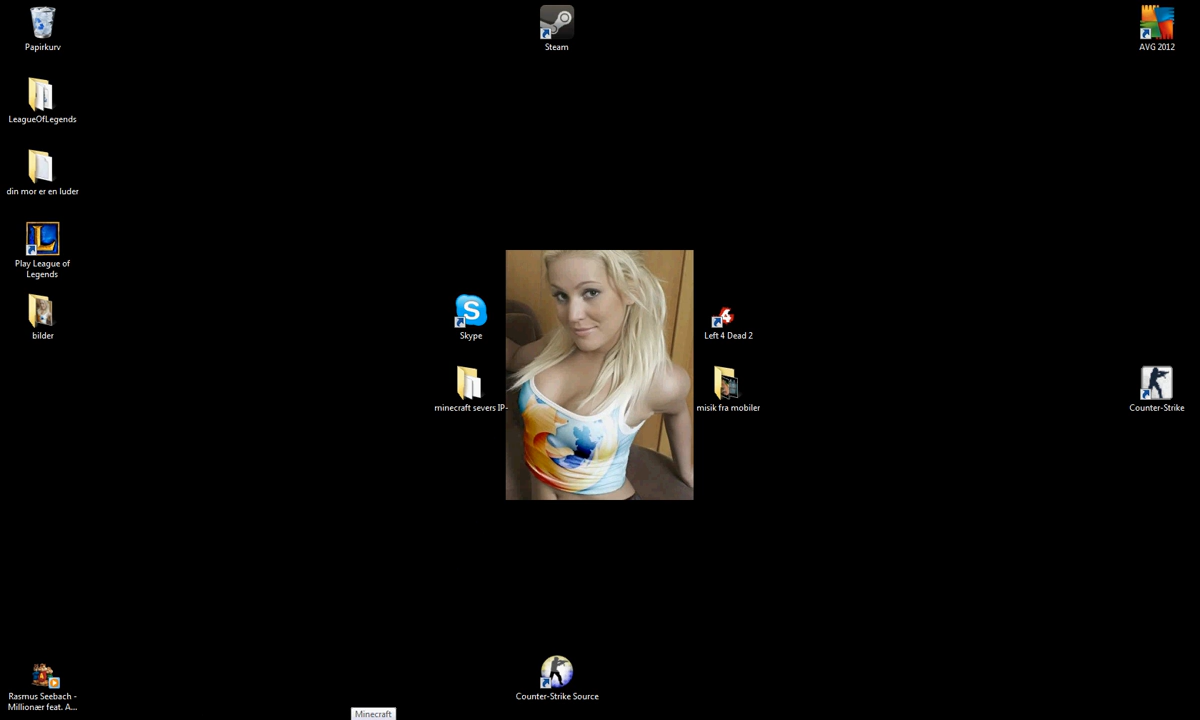 Papirkurv
Steam
AVG 2012
LeagueOfLegends
din mor er en luder
Play League of
Legends
bilder
Skype
Left 4 Dead 2
minecraft severs IP-
misik fra mobiler
Counter-Strike
Rasmus Seebach -
Millionær feat. A...
Counter-Strike Source
Minecraft